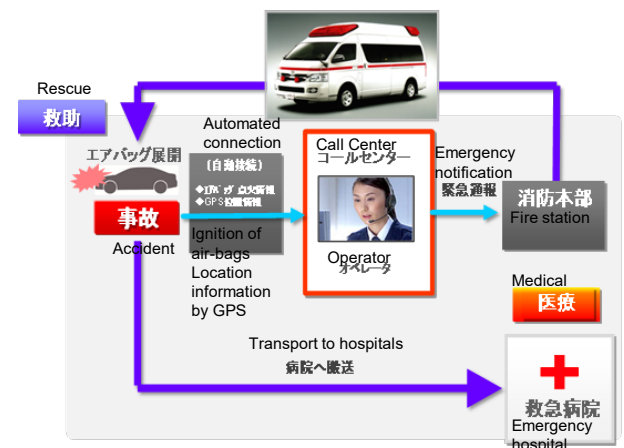 Rescue
救助
Automated
connection
エアバッグ展開
(自動接続)
◆エアバッグ 点火情報
◆GPS位置情報
事故
Accident
Ignition of
air-bags
Location
information
by GPS
Call Center
コールセンター
Operator
オペレータ
Emergency
notification
緊急通報
消防本部
Fire station
Medical
医療
Transport to hospitals
病院へ搬送
救急病院
Emergency
hospital